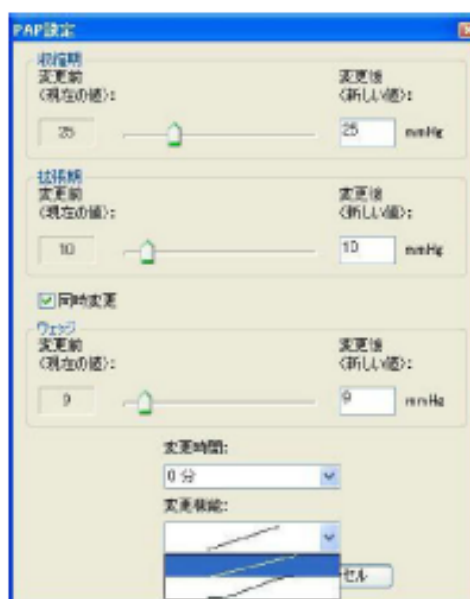 PAP設定
収縮期
変更前 変更後
(現在の値): (新しい値):
25 25 mmHg
拡張期
変更前 変更後
(現在の値): (新しい値):
10 10 mmHg
同時変更
ウェッジ
変更前 変更後
(現在の値): (新しい値):
9 9 mmHg
変更時間:
0 分
変更機能:
セル